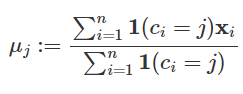 μ_j := \frac{\sum_{i=1}^{n} \mathbf{1}(c_i = j)\mathbf{x}_i}{\sum_{i=1}^{n} \mathbf{1}(c_i = j)}